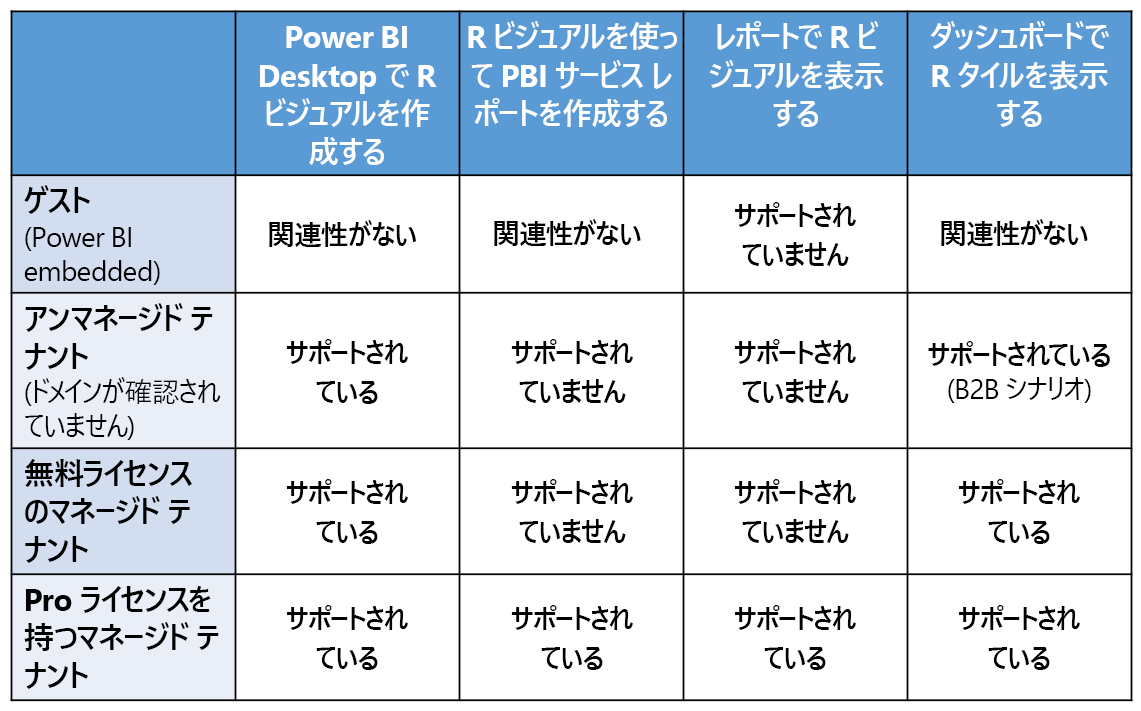 Power BI
Desktop で R
ビジュアルを作
成する
R ビジュアルを使っ
て PBI サービス レ
ポートを作成する
レポートで R ビ
ジュアルを表示
する
ダッシュボードで
R タイルを表示
する
ゲスト
(Power BI
embedded)
関連性がない
関連性がない
サポートされ
ていません
関連性がない
アンマネージド テ
ナント
(ドメインが確認され
ていません)
サポートされ
ている
サポートされ
ていません
サポートされ
ていません
サポートされている
(B2B シナリオ)
無料ライセンス
のマネージド テ
ナント
サポートされ
ている
サポートされ
ていません
サポートされ
ていません
サポートされ
ている
Pro ライセンスを
持つマネージド テ
ナント
サポートされ
ている
サポートされ
ている
サポートされ
ている
サポートされ
ている